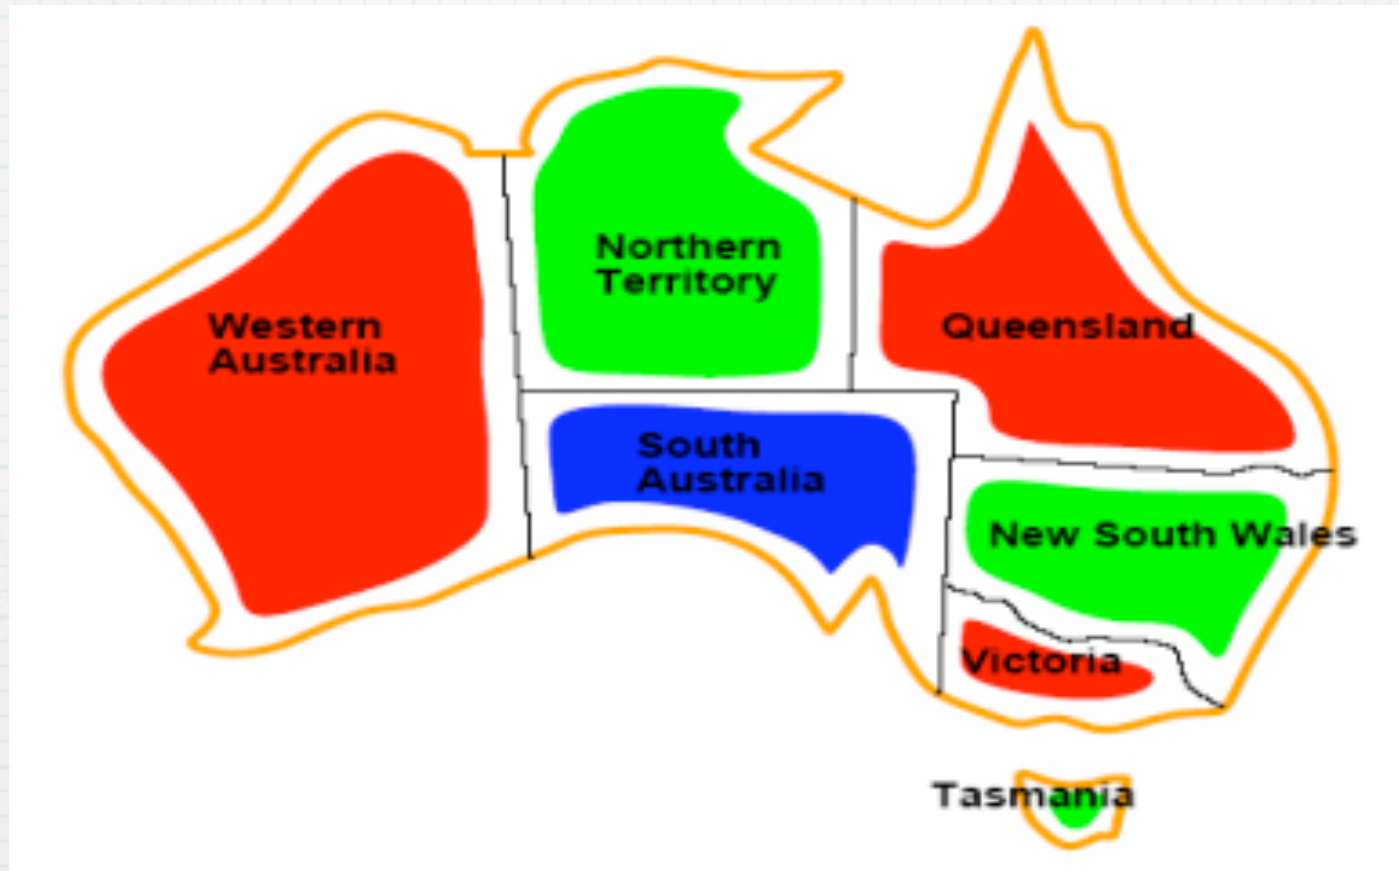 Northern
Territory
Western
Australia
Queensland
South
Australia
New South Wales
Victoria
Tasmania